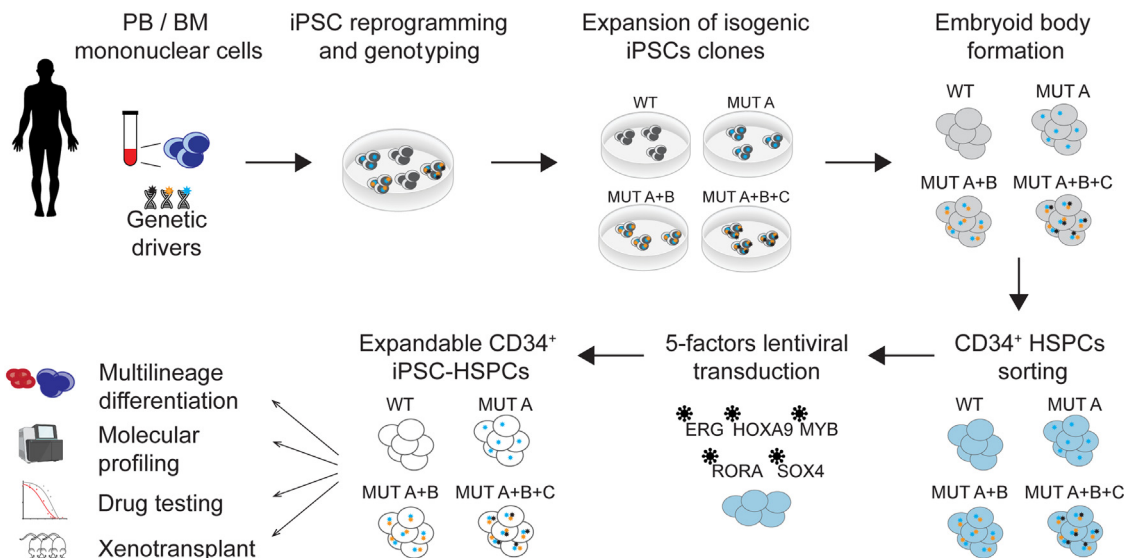 PB / BM
mononuclear cells
Genetic
drivers
iPSC reprogramming
and genotyping
Expansion of isogenic
iPSCs clones
WT
MUT A
MUT A+B
MUT A+B+C
Embryoid body
formation
WT
MUT A
MUT A+B
MUT A+B+C
CD34⁺ HSPCs
sorting
WT
MUT A
MUT A+B
MUT A+B+C
5-factors lentiviral
transduction
ERG HOXA9 MYB
RORA SOX4
Expandable CD34⁺
iPSC-HSPCs
WT
MUT A
MUT A+B
MUT A+B+C
Multilineage
differentiation
Molecular
profiling
Drug testing
Xenotransplant